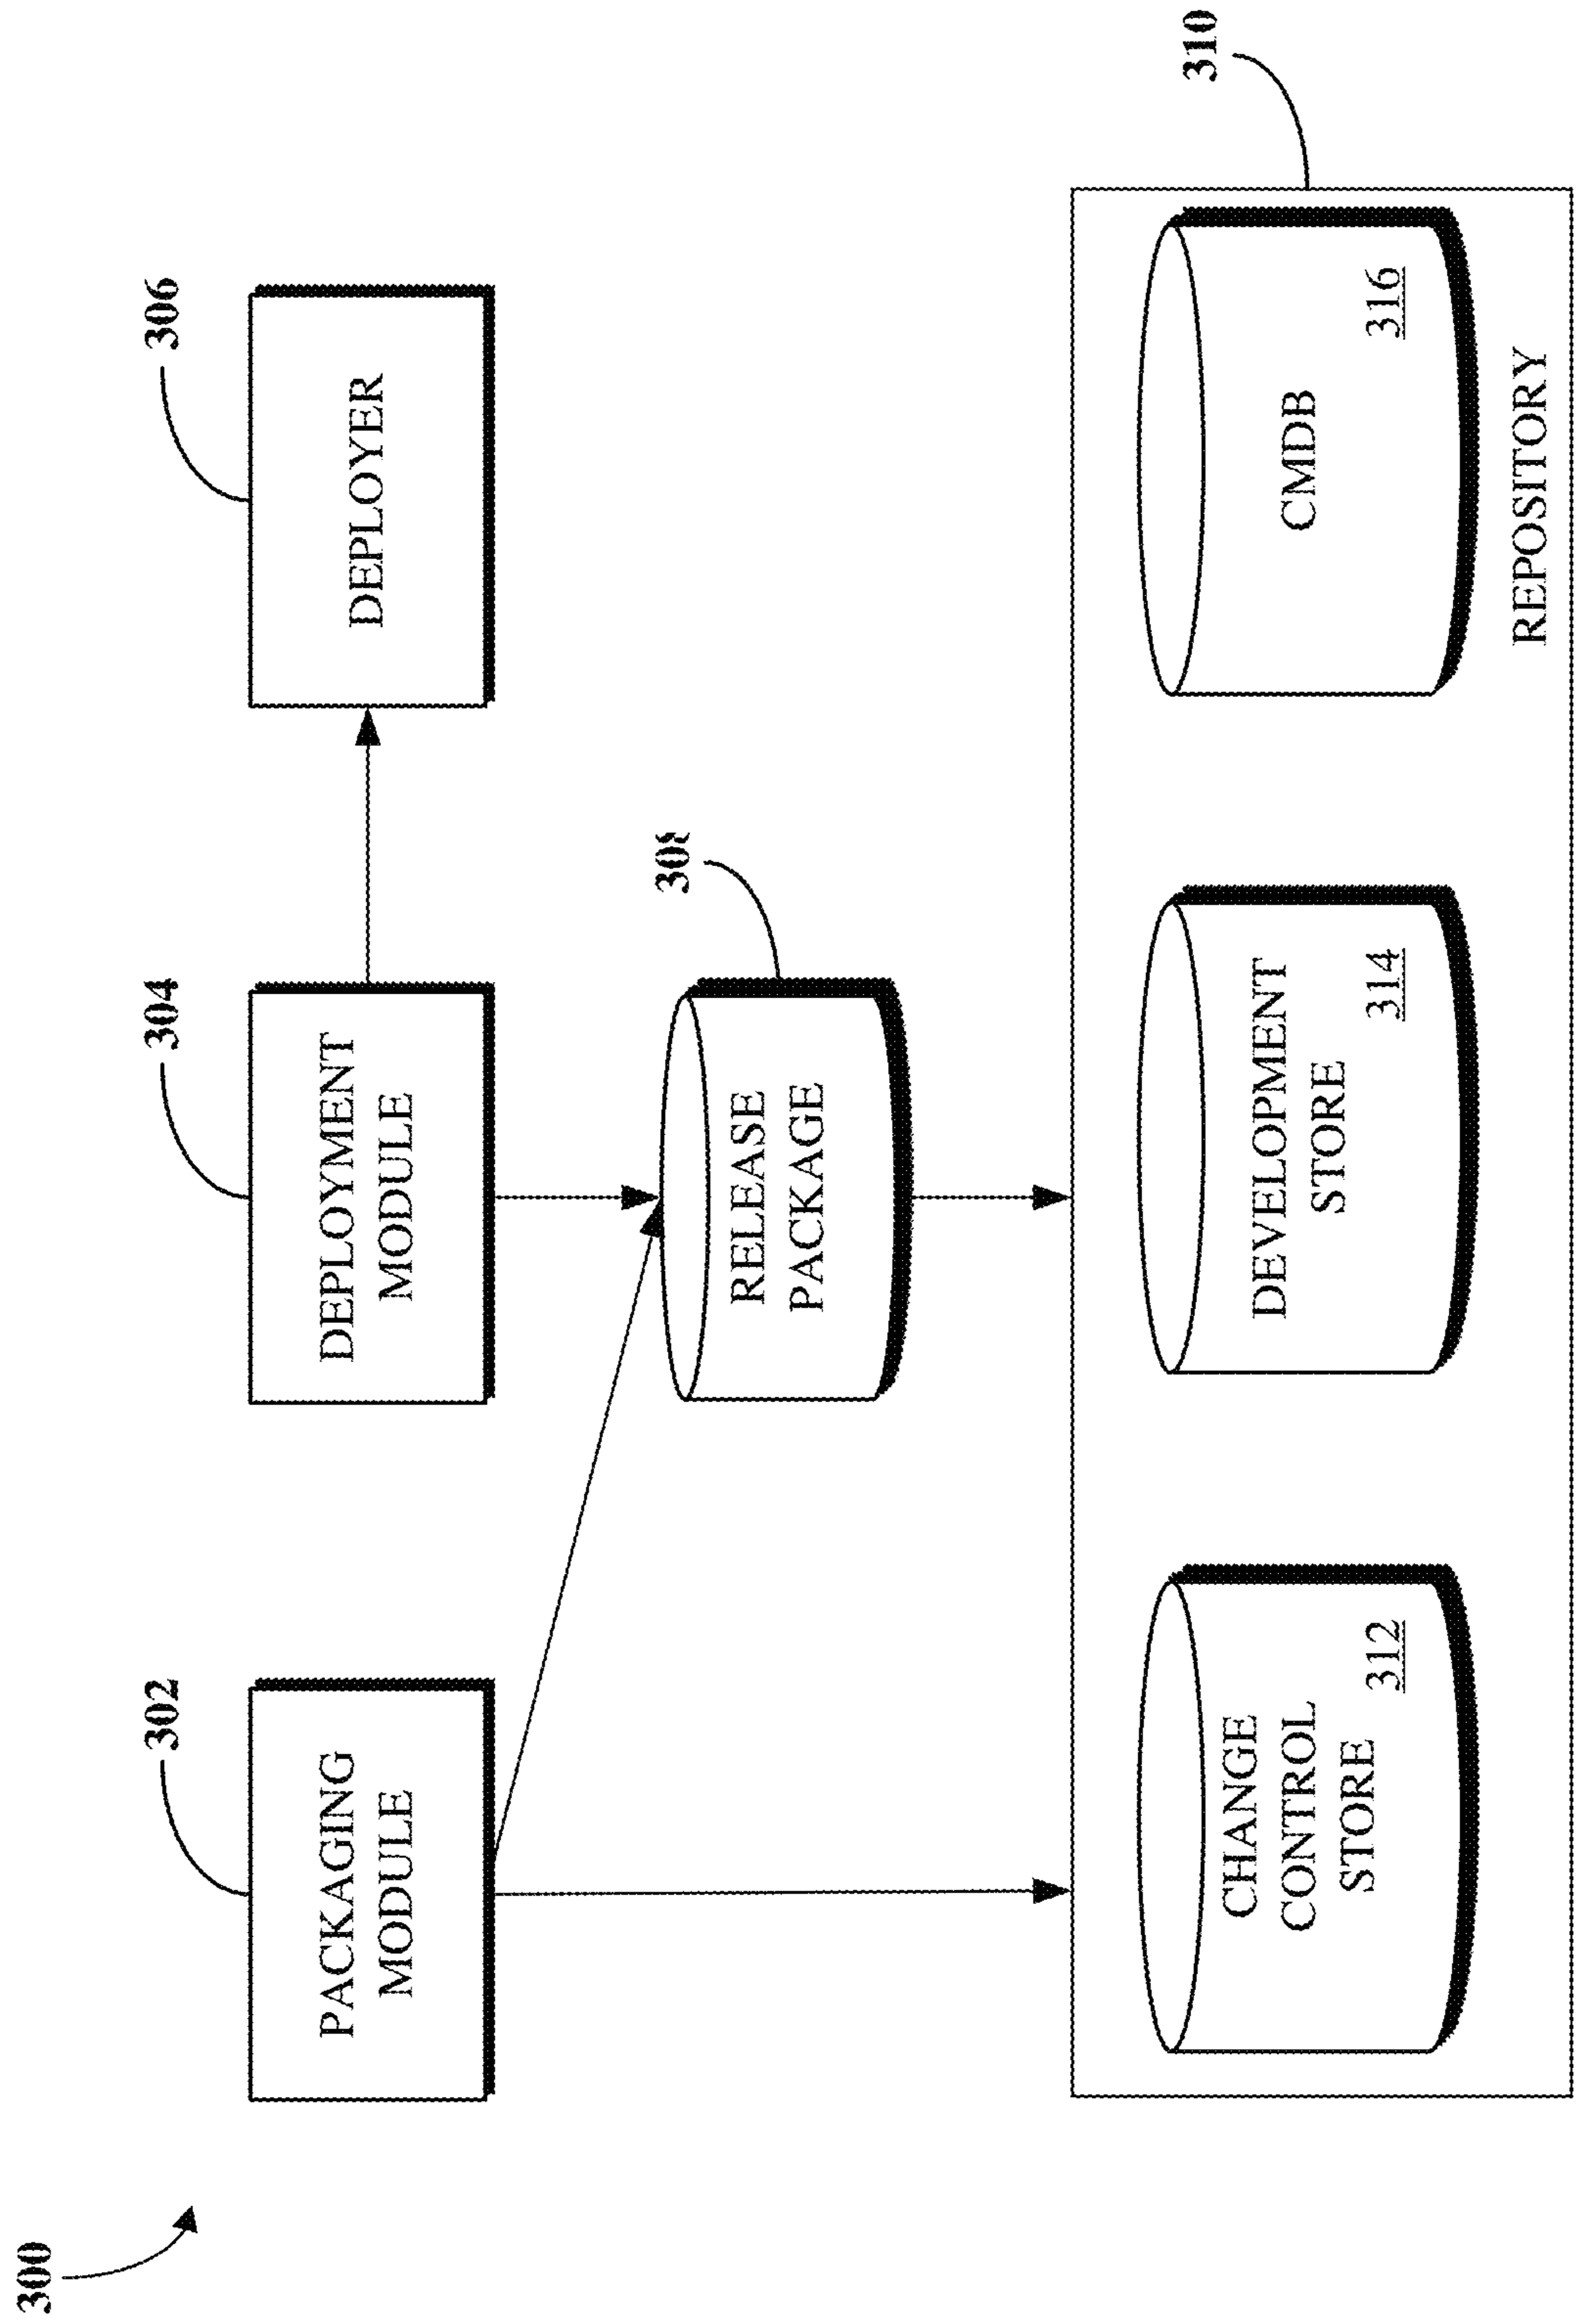 300
302
PACKAGING
MODULE
304
DEPLOYMENT
MODULE
306
DEPLOYER
308
RELEASE
PACKAGE
310
CHANGE
CONTROL
STORE
312
DEVELOPMENT
STORE
314
CMDB
316
REPOSITORY